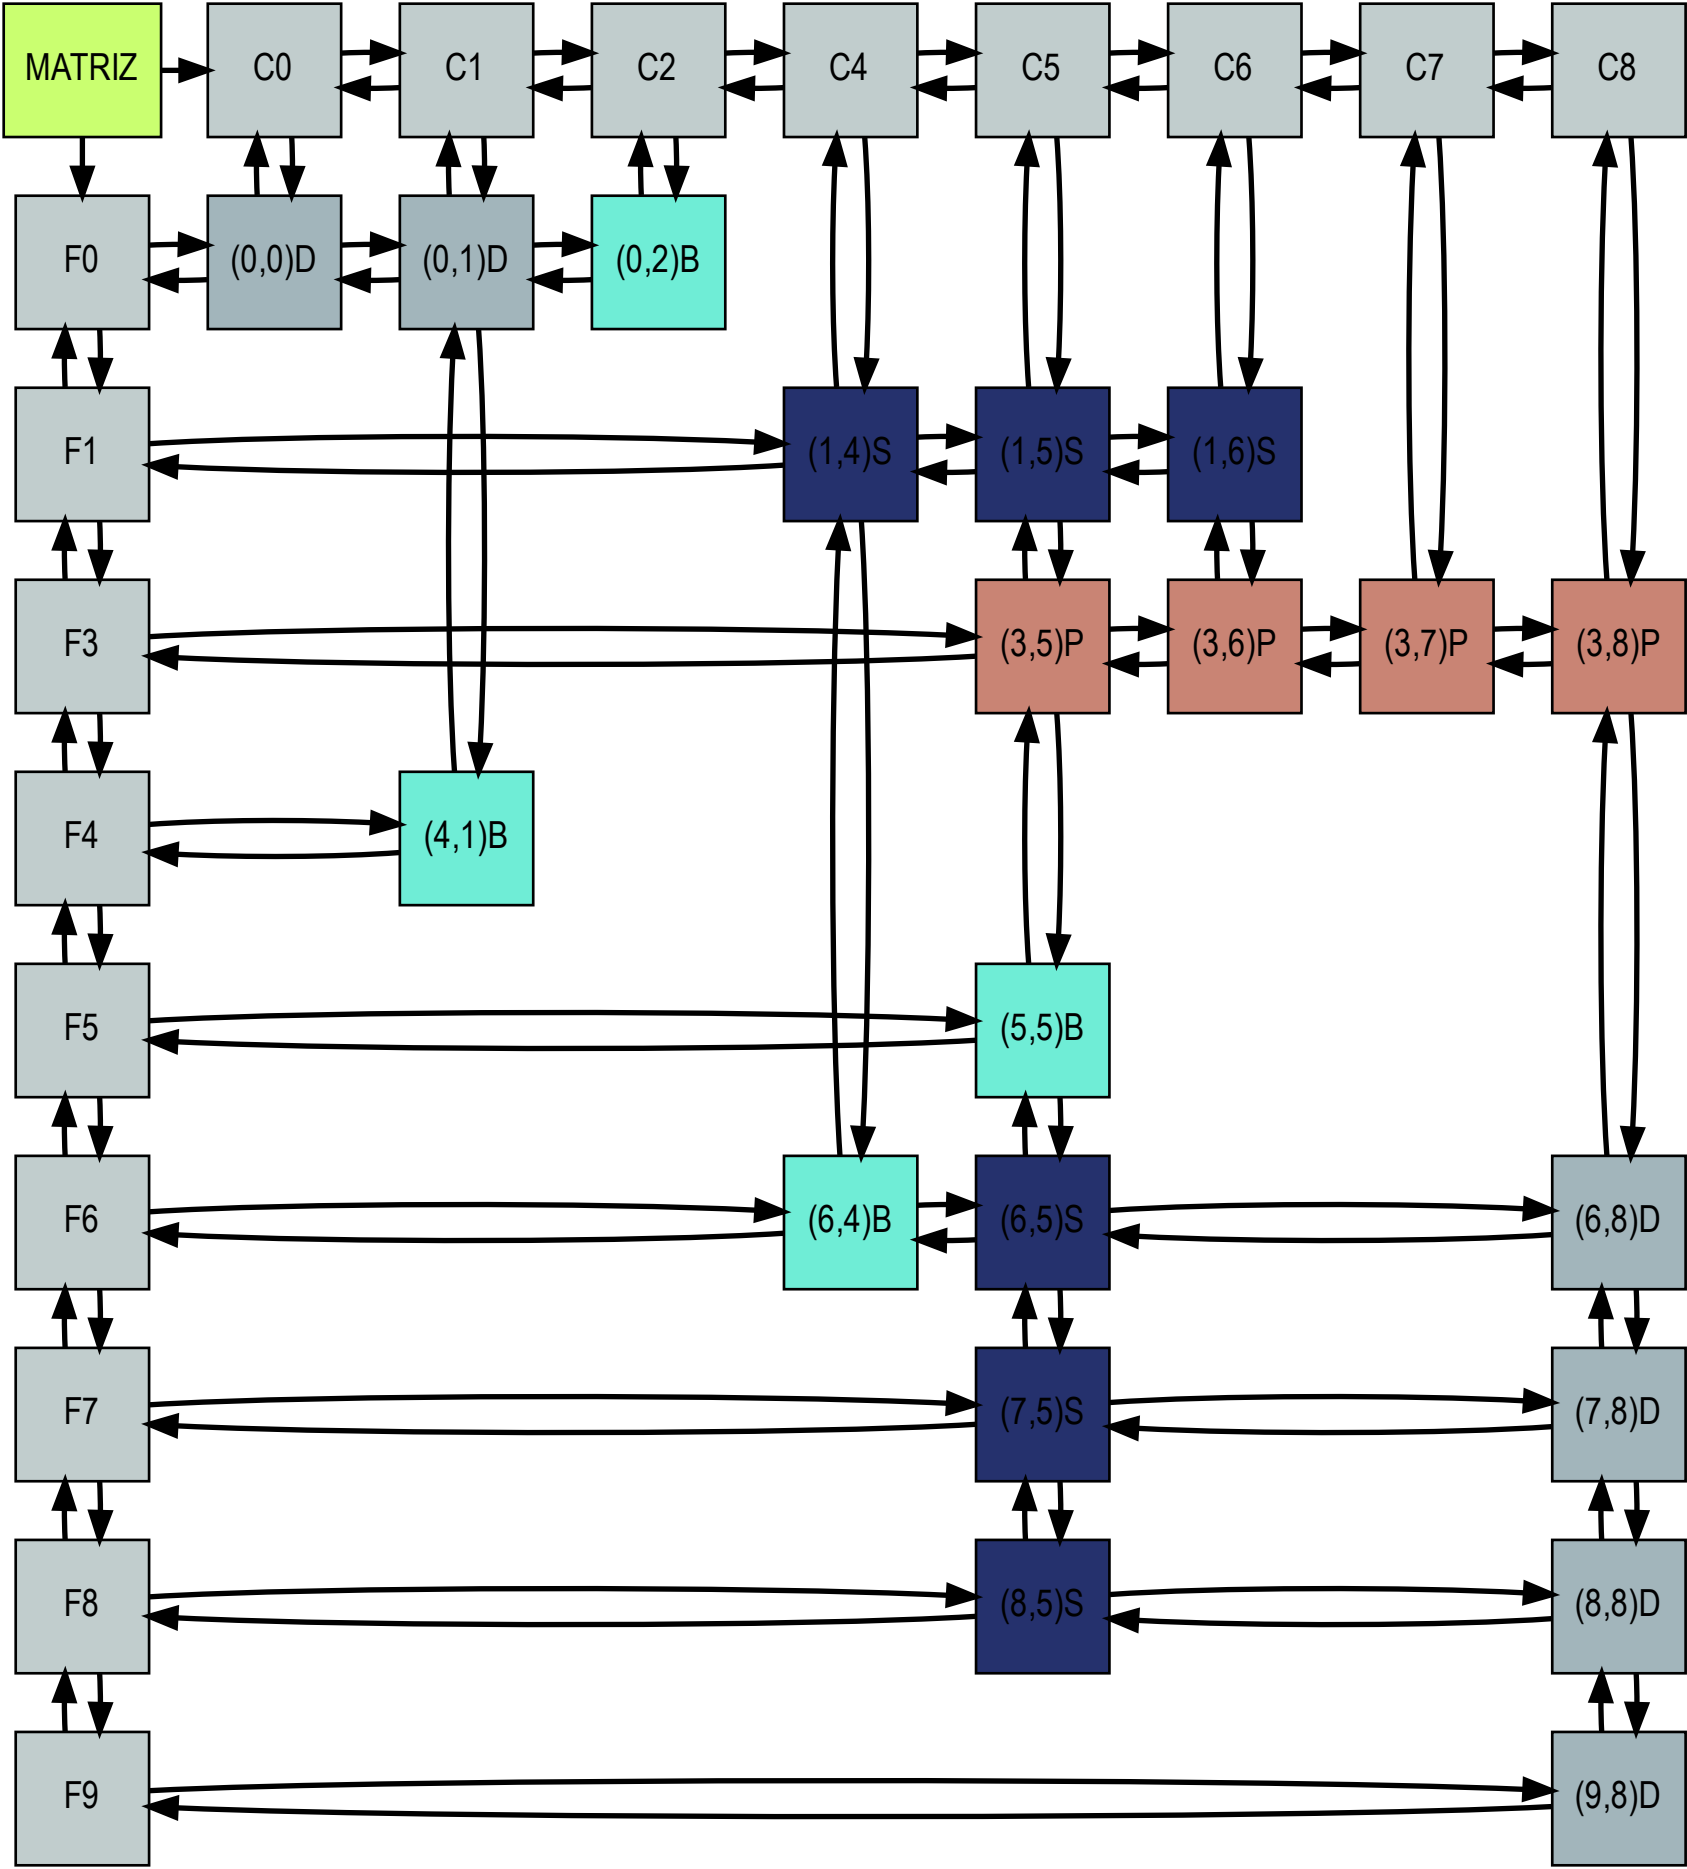 MATRIZ C0 C1 C2 C4 C5 C6 C7 C8
F0 (0,0)D (0,1)D (0,2)B
F1 (1,4)S (1,5)S (1,6)S
F3 (3,5)P (3,6)P (3,7)P (3,8)P
F4 (4,1)B
F5 (5,5)B
F6 (6,4)B (6,5)S (6,8)D
F7 (7,5)S (7,8)D
F8 (8,5)S (8,8)D
F9 (9,8)D